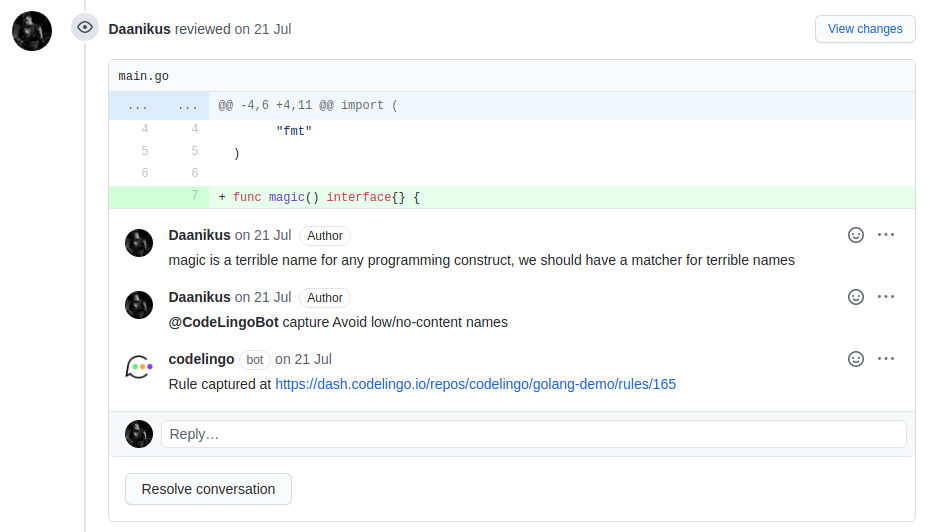 Daanikus reviewed on 21 Jul
View changes
main.go
... ... @@ -4,6 +4,11 @@ import (
4 4 "fmt"
5 5 )
6 6
7 + func magic() interface{} {
Daanikus on 21 Jul Author
magic is a terrible name for any programming construct, we should have a matcher for terrible names
Daanikus on 21 Jul Author
@CodeLingoBot capture Avoid low/no-content names
codelingo bot on 21 Jul
Rule captured at https://dash.codelingo.io/repos/codelingo/golang-demo/rules/165
Reply…
Resolve conversation